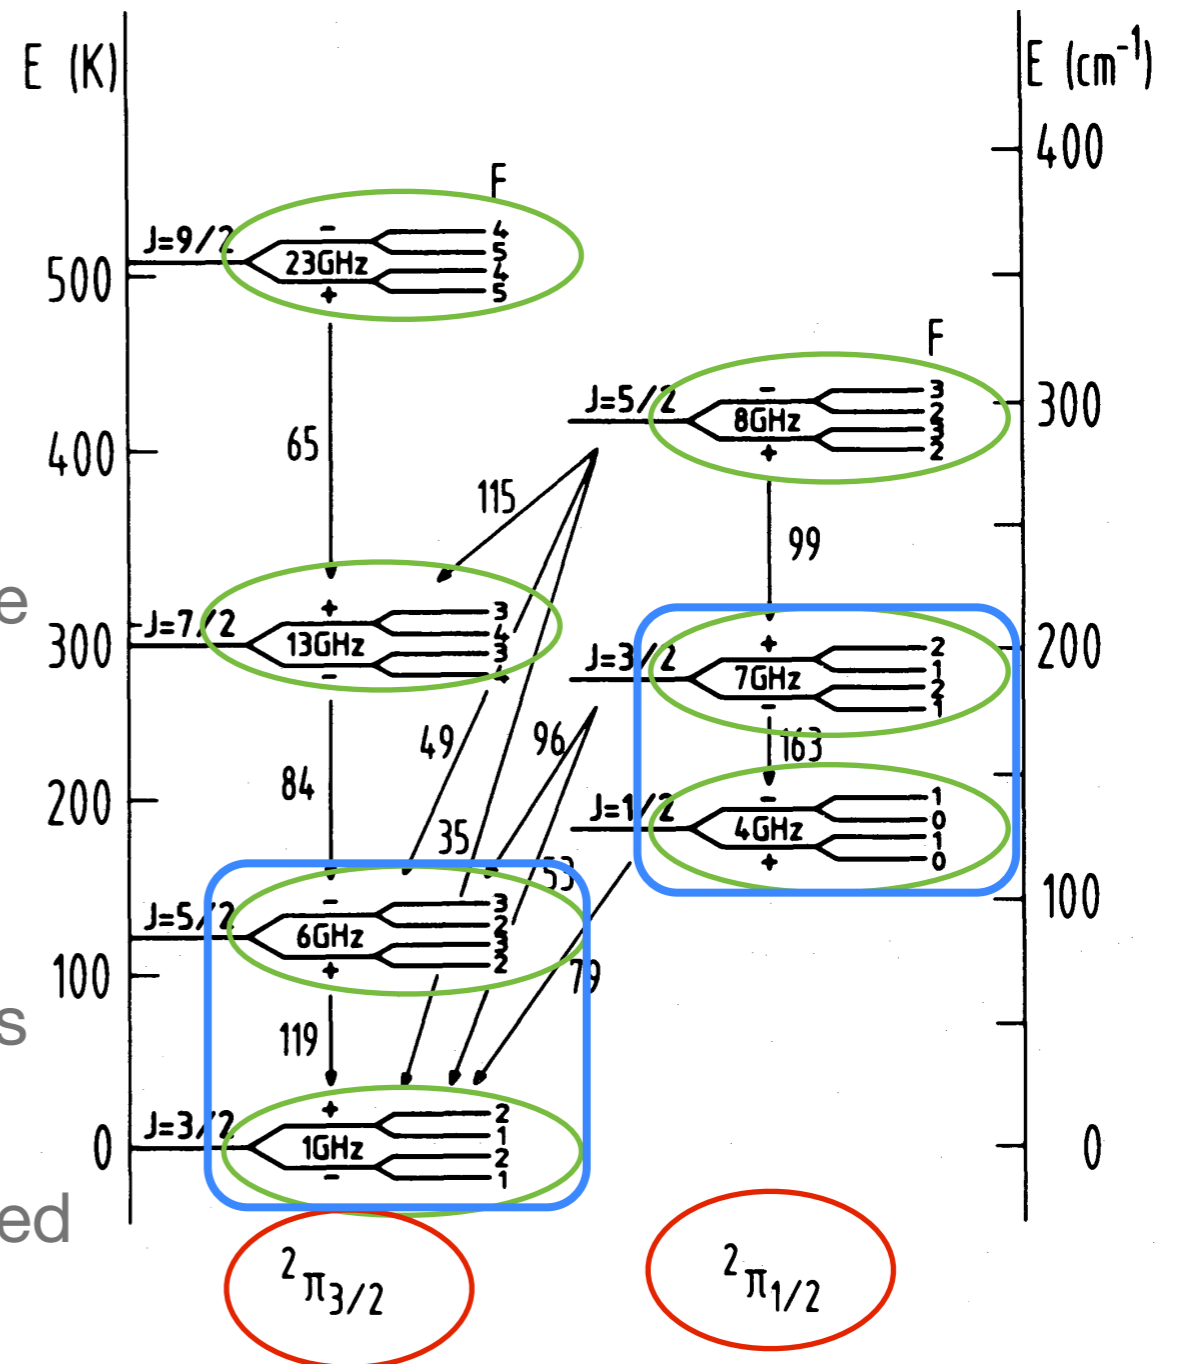 E (K)
E (cm⁻¹)
400
F
J=9/2
-
23GHz
+
4
5
4
5
500
F
J=5/2
-
8GHz
+
3
2
3
2
300
400
65
115
99
e
J=7/2
+
13GHz
-
3
4
3
4
300
J=3/2
+
7GHz
-
2
1
2
1
200
49
96
163
84
200
J=1/2
-
4GHz
+
1
0
1
0
35
53
100
J=5/2
-
6GHz
+
3
2
3
2
100
79
s
119
J=3/2
+
1GHz
-
2
1
2
1
0
0
ed
²π3/2
²π1/2